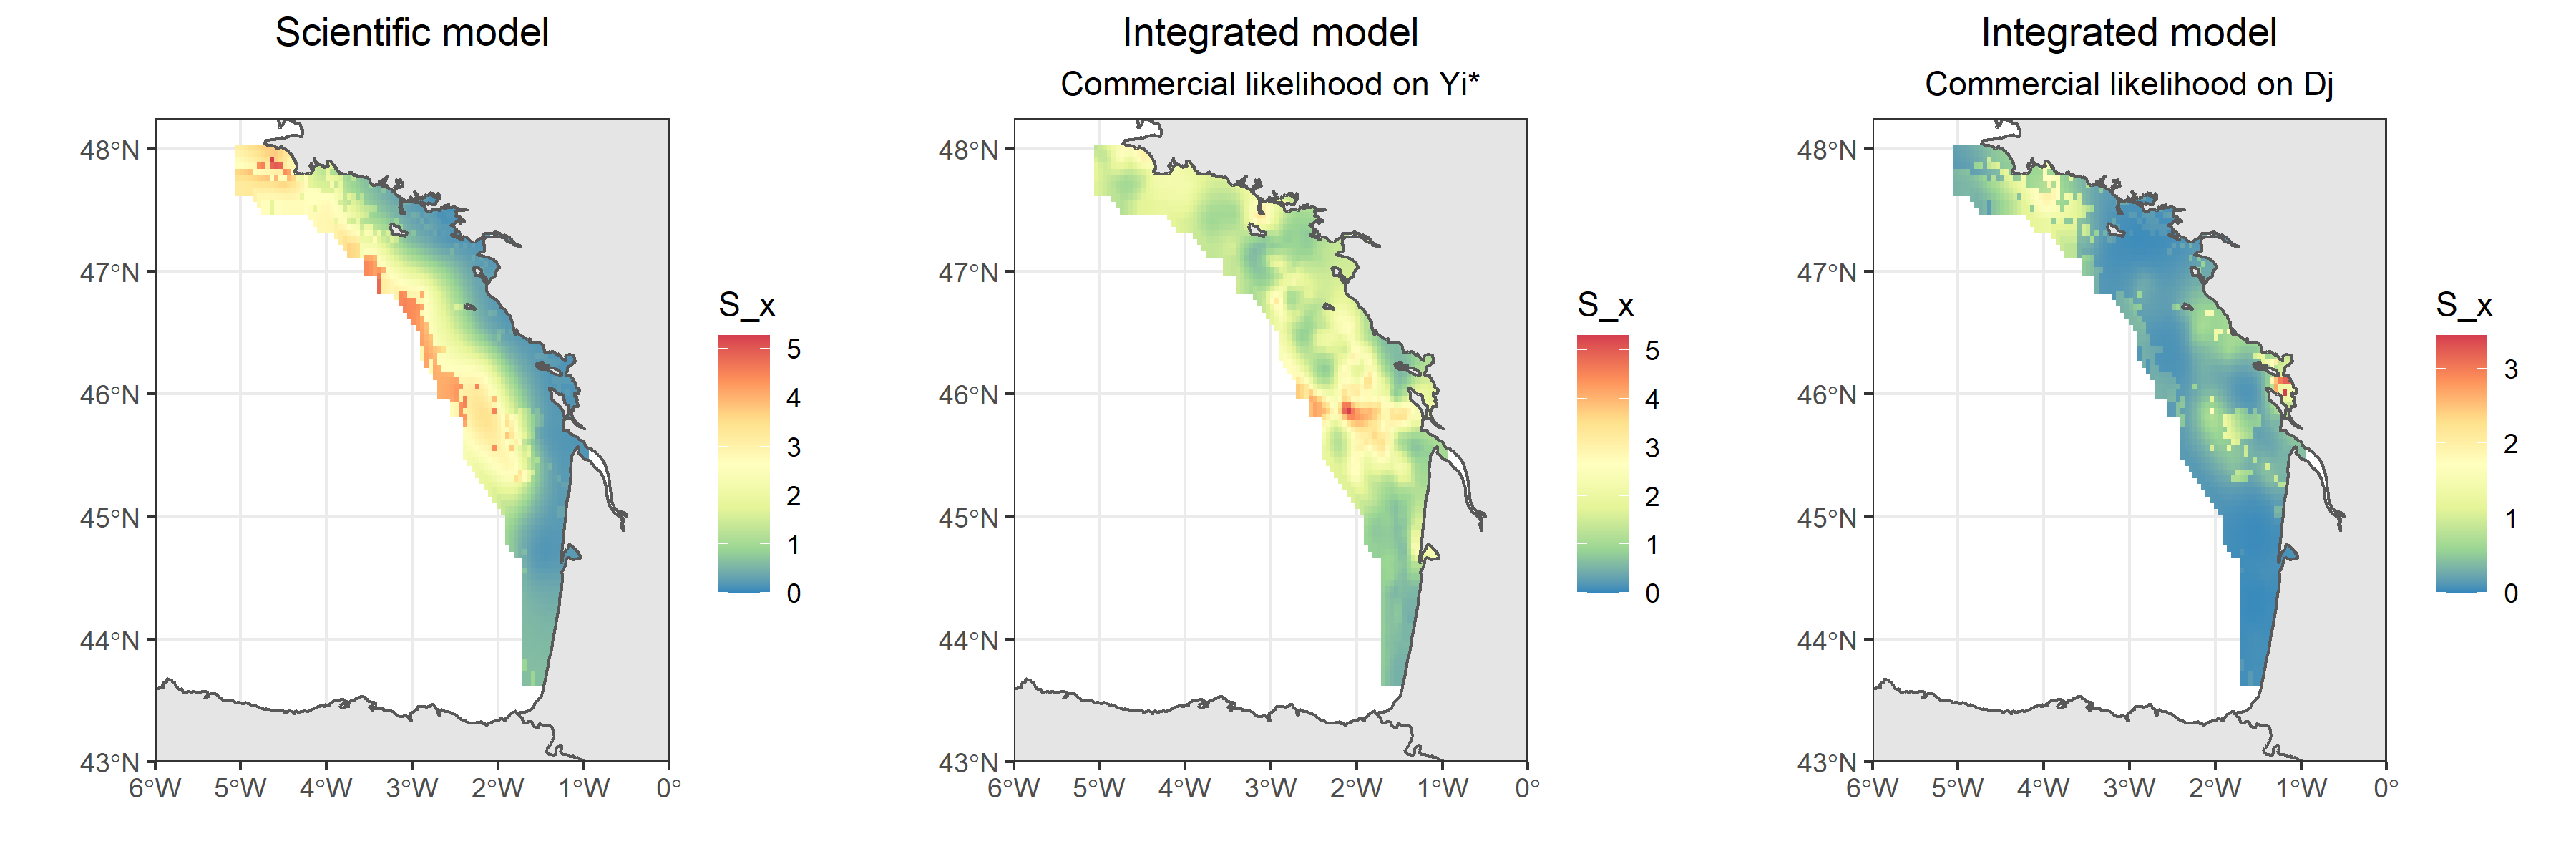 Scientific model
48°N
47°N
46°N
45°N
44°N
43°N
6°W 5°W 4°W 3°W 2°W 1°W 0°
S_x
5
4
3
2
1
0
Integrated model
Commercial likelihood on Yi*
48°N
47°N
46°N
45°N
44°N
43°N
6°W 5°W 4°W 3°W 2°W 1°W 0°
S_x
5
4
3
2
1
0
Integrated model
Commercial likelihood on Dj
48°N
47°N
46°N
45°N
44°N
43°N
6°W 5°W 4°W 3°W 2°W 1°W 0°
S_x
3
2
1
0